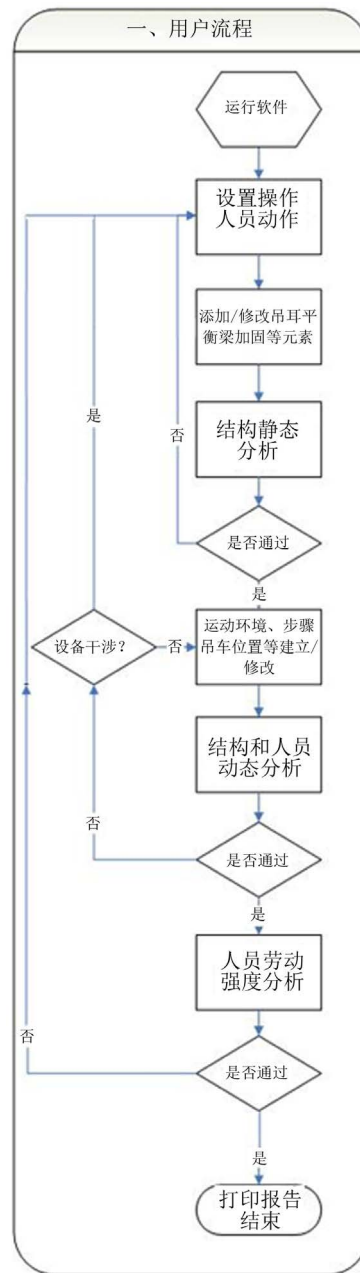 一、用户流程
运行软件
设置操作
人员动作
添加/修改吊耳平
衡梁加固等元素
是
否
结构静态
分析
是否通过
是
设备干涉?
否
运动环境、步骤
吊车位置等建立/
修改
结构和人员
动态分析
否
是否通过
是
人员劳动
强度分析
否
是否通过
是
打印报告
结束